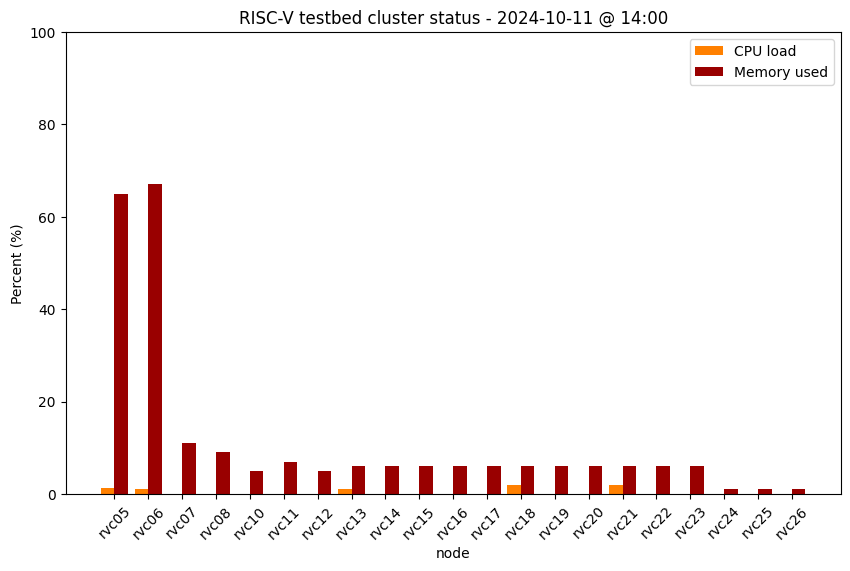 RISC-V testbed cluster status - 2024-10-11 @ 14:00
CPU load
Memory used
Percent (%)
100
80
60
40
20
0
rvc05 rvc06 rvc07 rvc08 rvc10 rvc11 rvc12 rvc13 rvc14 rvc15 rvc16 rvc17 rvc18 rvc19 rvc20 rvc21 rvc22 rvc23 rvc24 rvc25 rvc26
node